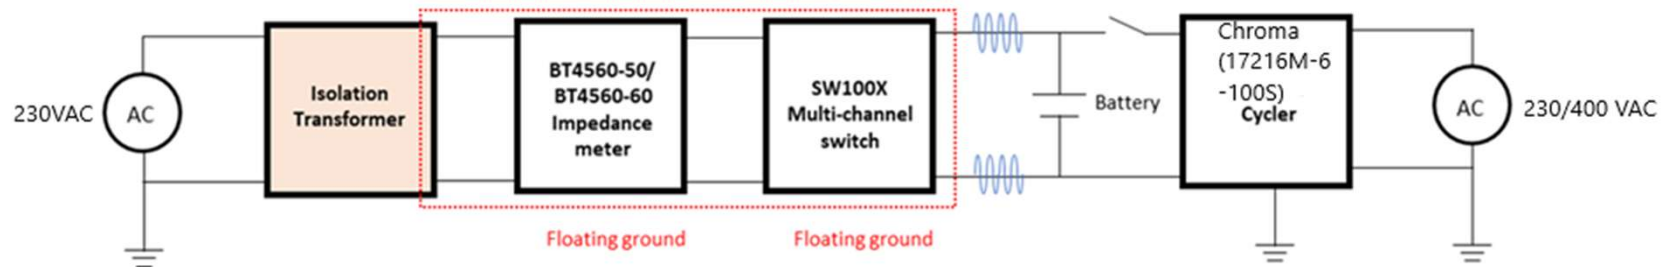 230VAC
AC
Isolation
Transformer
BT4560-50/
BT4560-60
Impedance
meter
SW100X
Multi-channel
switch
Floating ground
Floating ground
Battery
Chroma
(17216M-6
-100S)
Cycler
AC
230/400 VAC